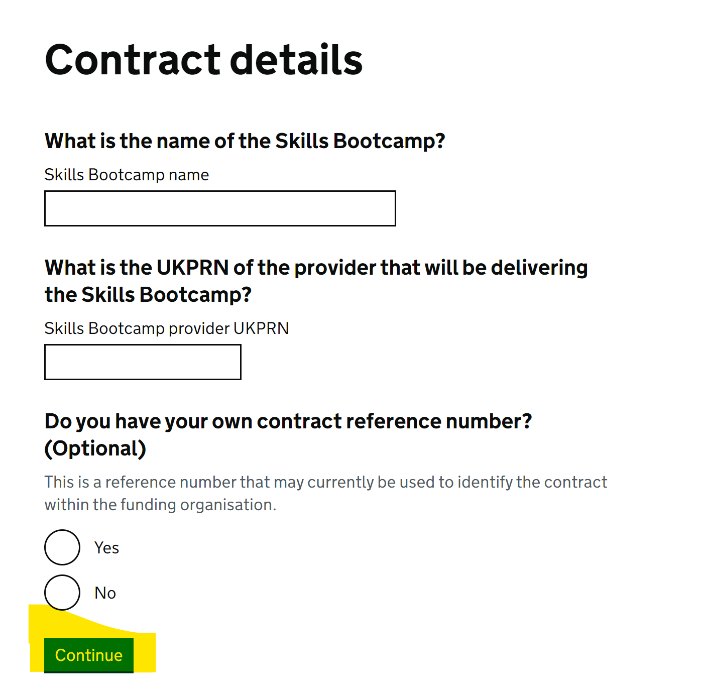 Contract details
What is the name of the Skills Bootcamp?
Skills Bootcamp name
What is the UKPRN of the provider that will be delivering
the Skills Bootcamp?
Skills Bootcamp provider UKPRN
Do you have your own contract reference number?
(Optional)
This is a reference number that may currently be used to identify the contract
within the funding organisation.
Yes
No
Continue